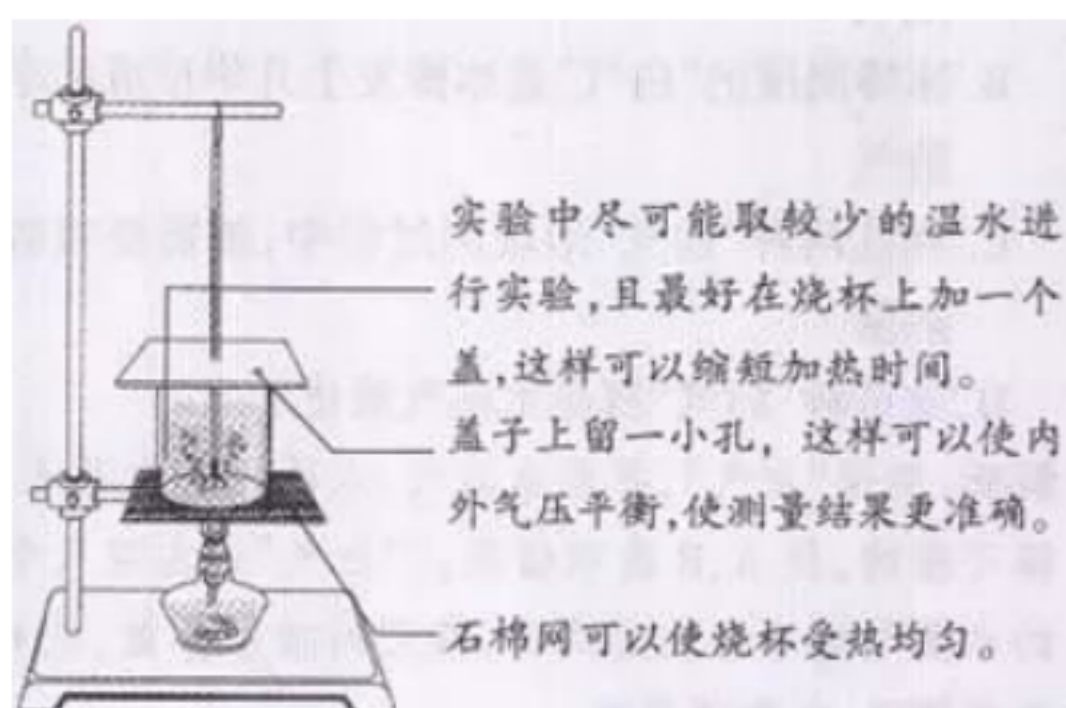 实验中尽可能取较少的温水进
行实验,且最好在烧杯上加一个
盖,这样可以缩短加热时间。
盖子上留一小孔，这样可以使内
外气压平衡,使测量结果更准确。
石棉网可以使烧杯受热均匀。